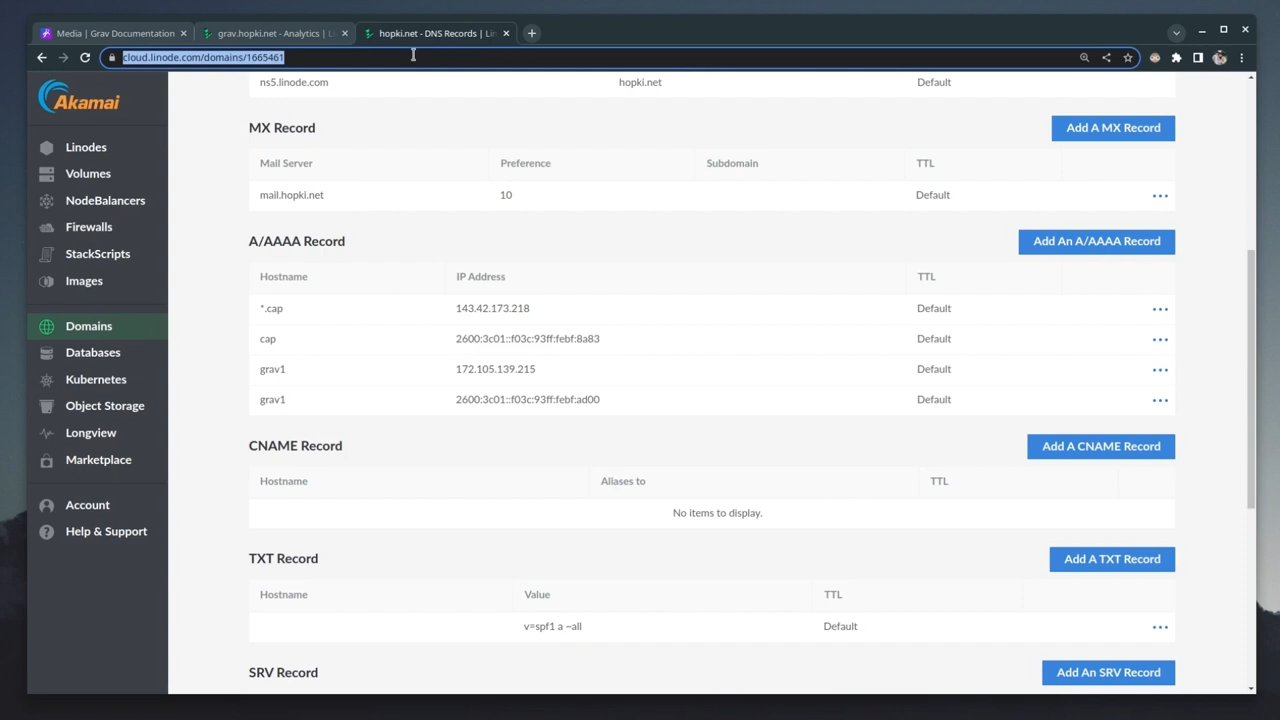 Media | Grav Documentation
grav.hopki.net - Analytics | L
hopki.net - DNS Records | Lin
cloud.linode.com/domains/1665461
Akamai
Linodes
Volumes
NodeBalancers
Firewalls
StackScripts
Images
Domains
Databases
Kubernetes
Object Storage
Longview
Marketplace
Account
Help & Support
ns5.linode.com hopki.net Default
MX Record Add A MX Record
Mail Server Preference Subdomain TTL
mail.hopki.net 10 Default
A/AAAA Record Add An A/AAAA Record
Hostname IP Address TTL
*.cap 143.42.173.218 Default
cap 2600:3c01::f03c:93ff:febf:8a83 Default
grav1 172.105.139.215 Default
grav1 2600:3c01::f03c:93ff:febf:ad00 Default
CNAME Record Add A CNAME Record
Hostname Aliases to TTL
No items to display.
TXT Record Add A TXT Record
Hostname Value TTL
v=spf1 a ~all Default
SRV Record Add An SRV Record